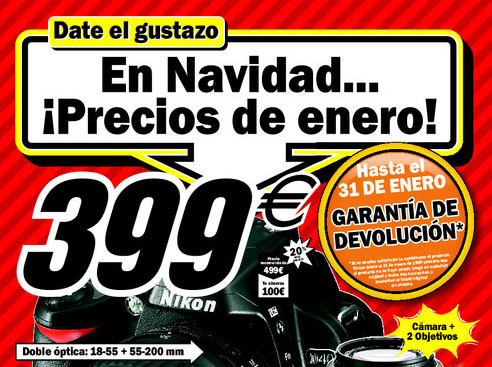 Date el gustazo
En Navidad...
¡Precios de enero!
399€
Hasta el
31 DE ENERO
GARANTÍA DE
DEVOLUCIÓN*
Precio
499€
Te ahorras
100€
20%
Nikon
Cámara +
2 Objetivos
Doble óptica: 18-55 + 55-200 mm